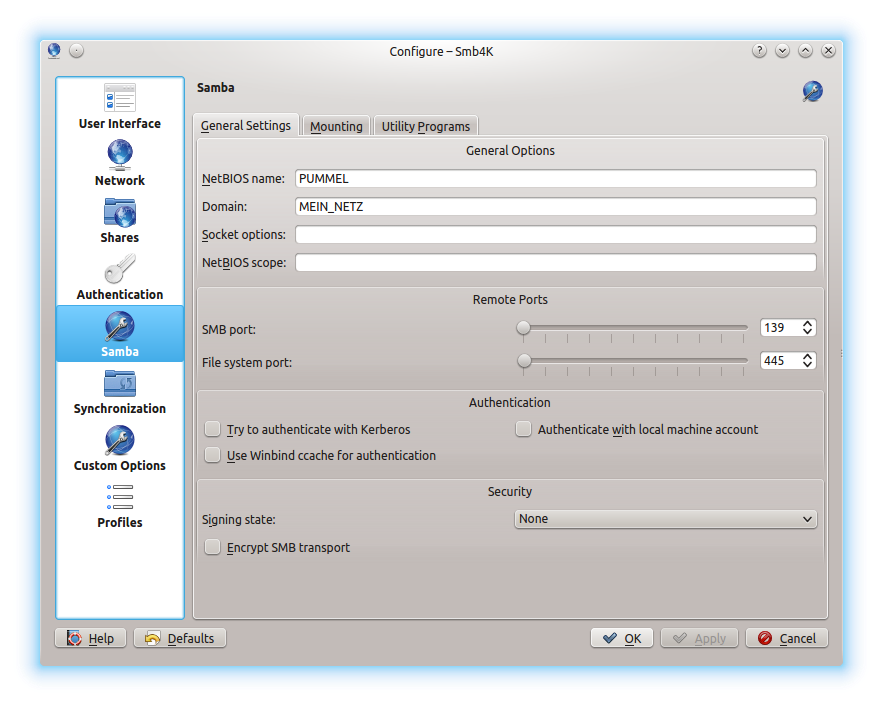 Configure – Smb4K
User Interface
Network
Shares
Authentication
Samba
Synchronization
Custom Options
Profiles
Samba
General Settings
Mounting
Utility Programs
General Options
NetBIOS name:
PUMMEL
Domain:
MEIN_NETZ
Socket options:
NetBIOS scope:
Remote Ports
SMB port:
139
File system port:
445
Authentication
Try to authenticate with Kerberos
Authenticate with local machine account
Use Winbind ccache for authentication
Security
Signing state:
None
Encrypt SMB transport
Help
Defaults
OK
Apply
Cancel